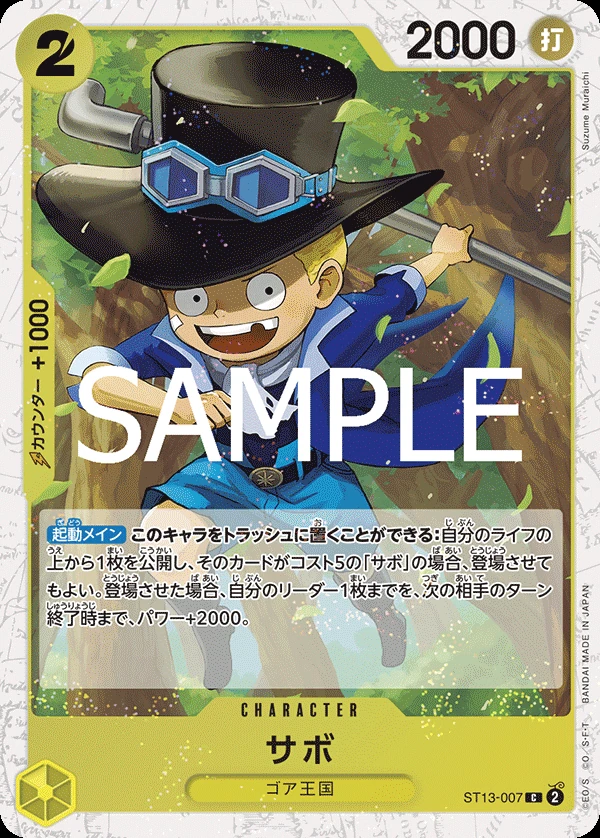 2
2000
打
Suzume Muraichi
カウンター +1000
SAMPLE
起動メイン このキャラをトラッシュに置くことができる:自分のライフの
上から1枚を公開し、そのカードがコスト5の「サボ」の場合、登場させて
もよい。登場させた場合、自分のリーダー1枚までを、次の相手のターン
終了時まで、パワー+2000。
CHARACTER
サボ
ゴア王国
ST13-007 C 2
©E.O/S. ©O./S・F・T. BANDAI MADE IN JAPAN